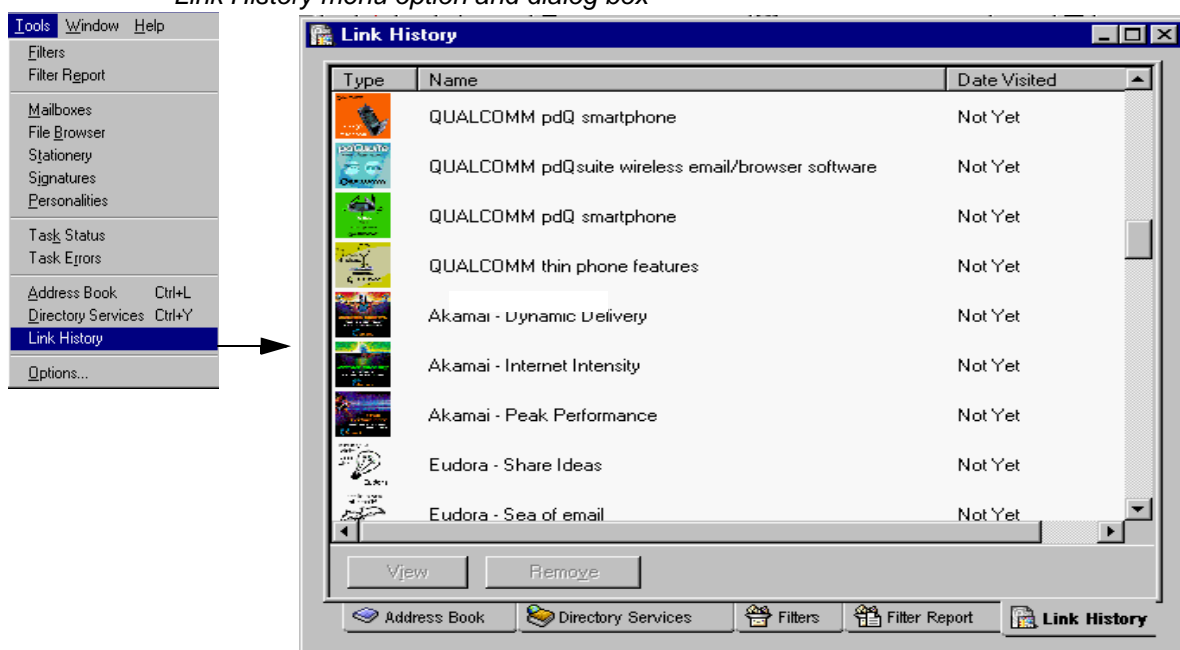 Link History menu option and dialog box
Tools Window Help
Filters
Filter Report
Mailboxes
File Browser
Stationery
Signatures
Personalities
Task Status
Task Errors
Address Book Ctrl+L
Directory Services Ctrl+Y
Link History
Options...
Link History
Type Name Date Visited
QUALCOMM pdQ smartphone Not Yet
QUALCOMM pdQsuite wireless email/browser software Not Yet
QUALCOMM pdQ smartphone Not Yet
QUALCOMM thin phone features Not Yet
Akamai - Dynamic Delivery Not Yet
Akamai - Internet Intensity Not Yet
Akamai - Peak Performance Not Yet
Eudora - Share Ideas Not Yet
Eudora - Sea of email Not Yet
View Remove
Address Book Directory Services Filters Filter Report Link History